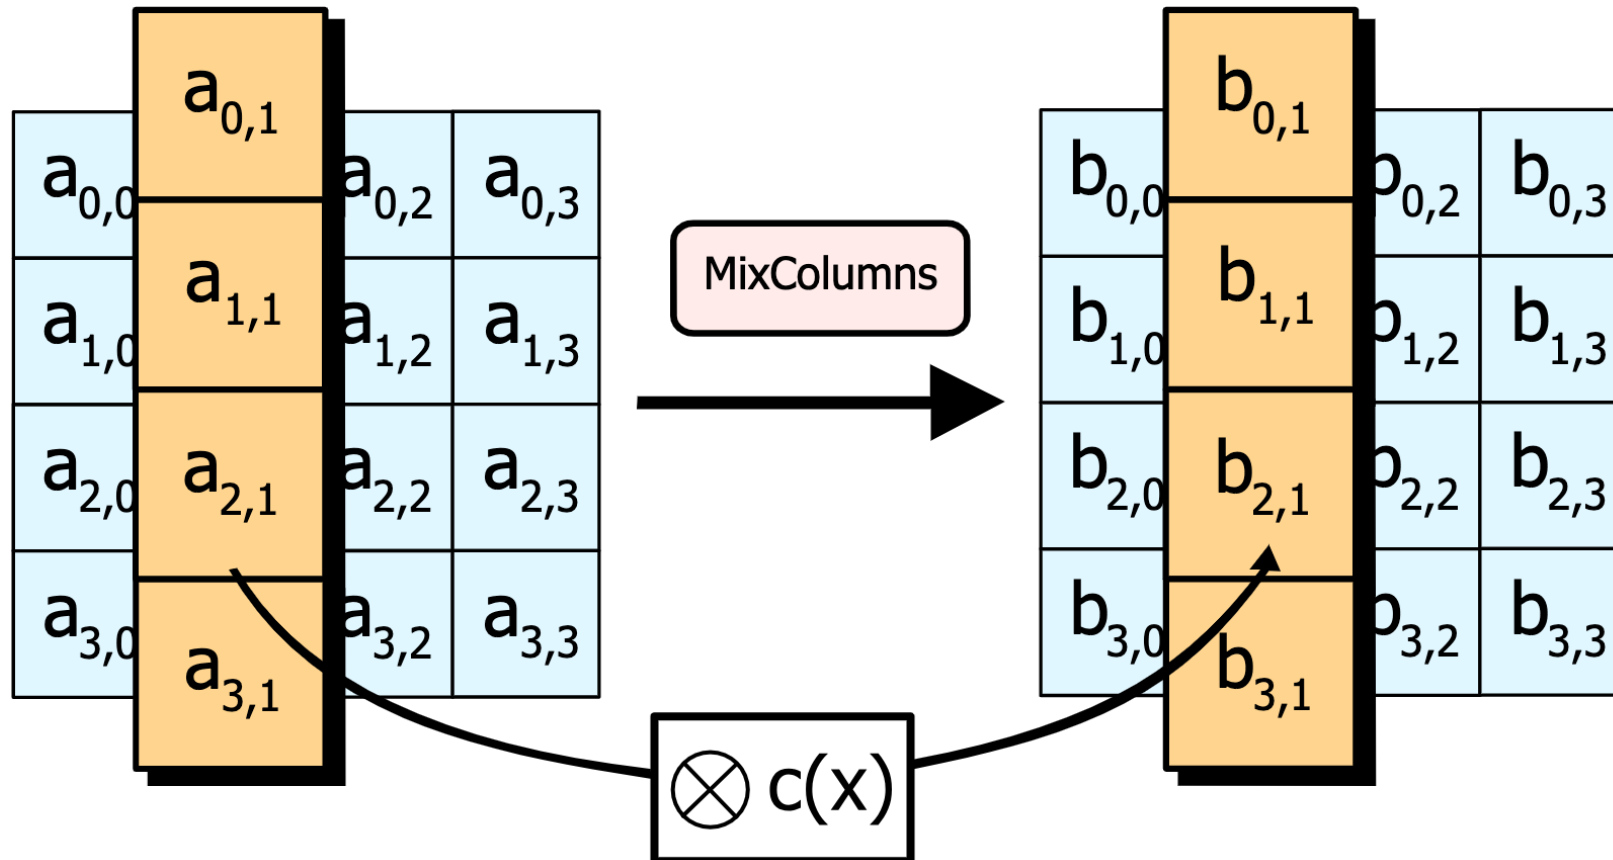 a0,1 b0,1
a0,0 a0,2 a0,3 b0,0 b0,2 b0,3
a1,1 MixColumns b1,1
a1,0 a1,2 a1,3 b1,0 b1,2 b1,3
a2,0 a2,1 a2,2 a2,3 b2,0 b2,1 b2,2 b2,3
a3,0 a3,2 a3,3 b3,0 b3,2 b3,3
a3,1 b3,1
⊗ c(x)